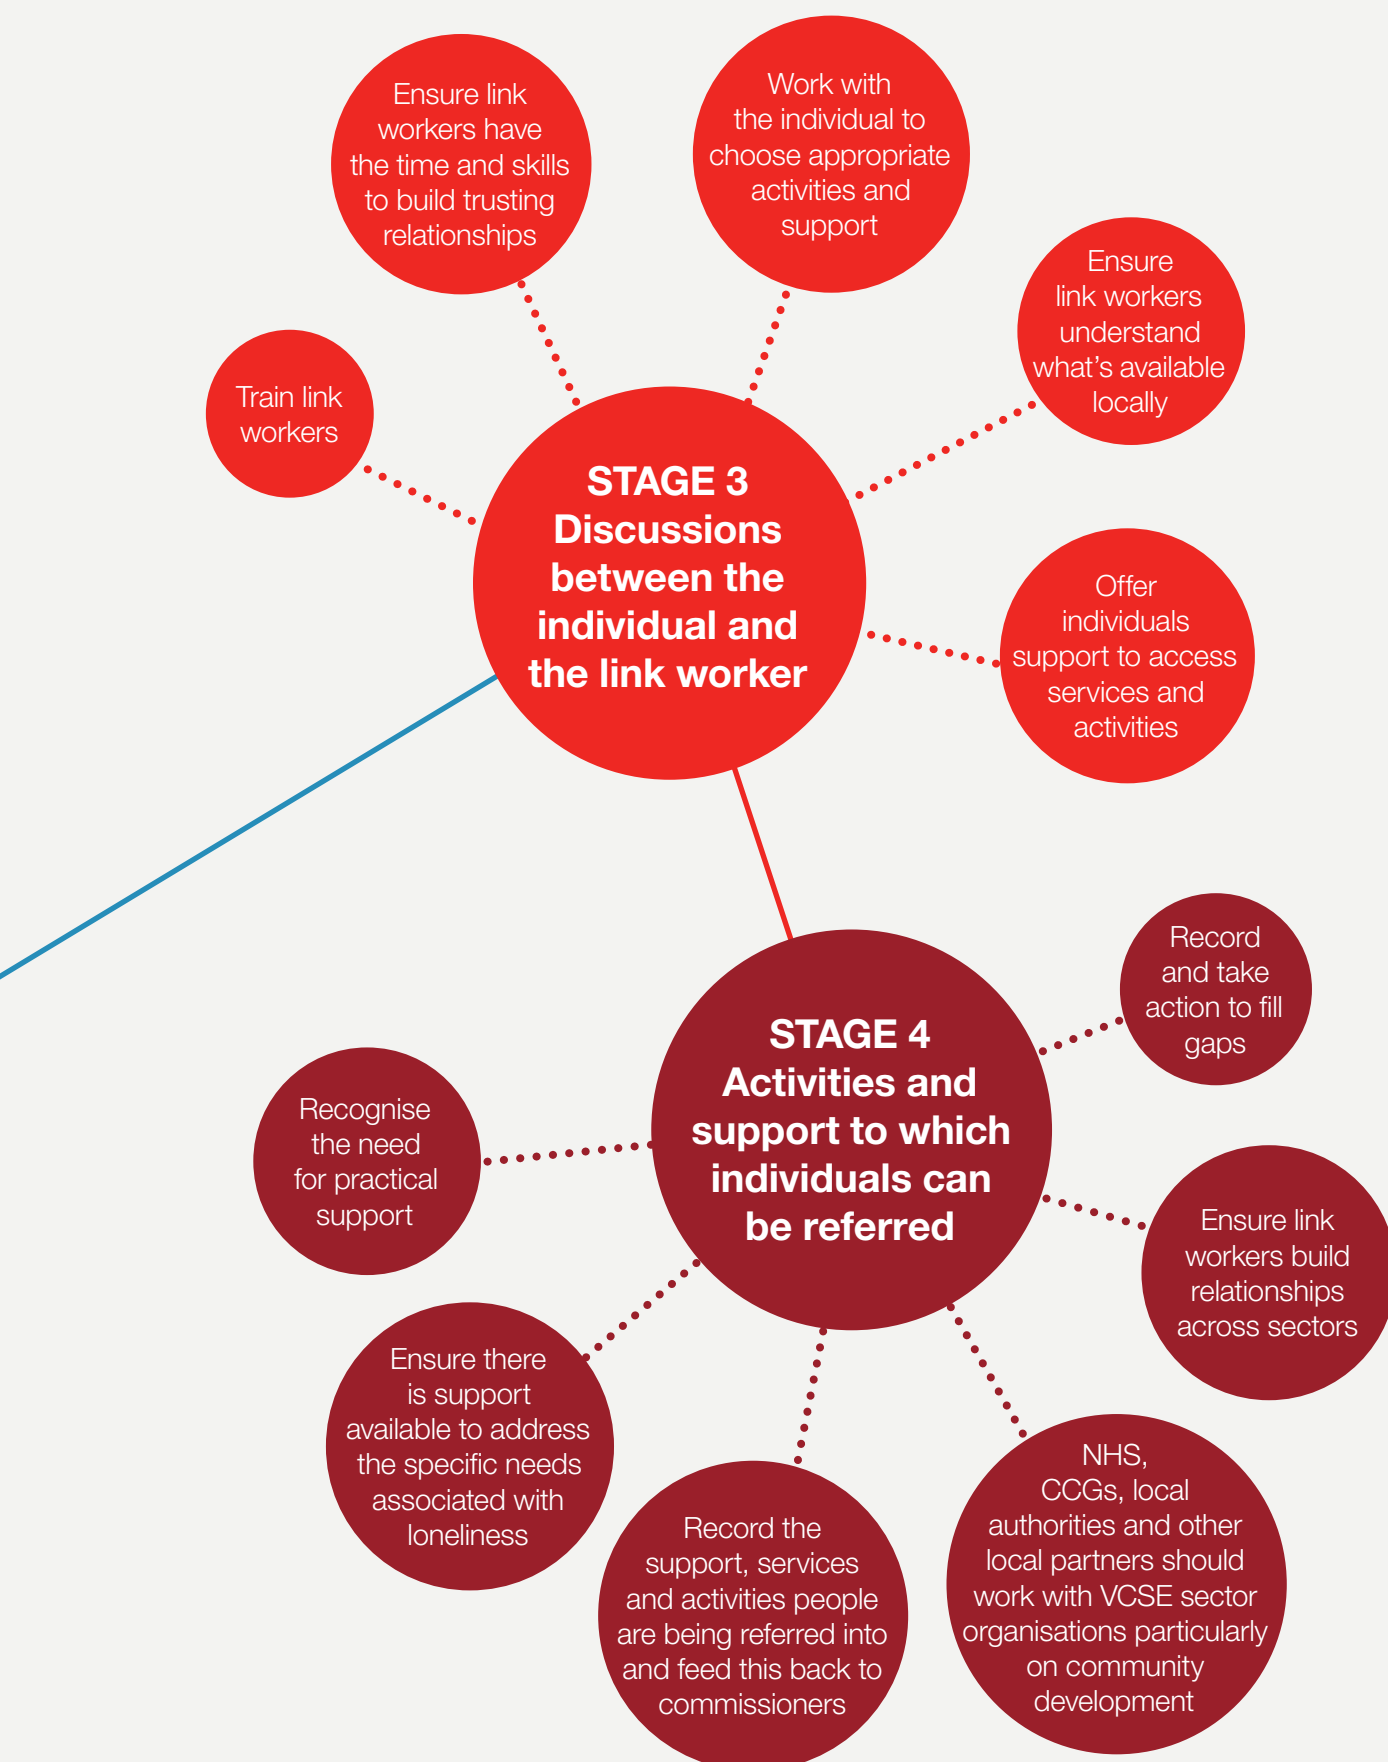 Ensure link
workers have
the time and skills
to build trusting
relationships
Work with
the individual to
choose appropriate
activities and
support
Ensure
link workers
understand
what's available
locally
Train link
workers
STAGE 3
Discussions
between the
individual and
the link worker
Offer
individuals
support to access
services and
activities
Record
and take
action to fill
gaps
STAGE 4
Activities and
support to which
individuals can
be referred
Recognise
the need
for practical
support
Ensure link
workers build
relationships
across sectors
Ensure there
is support
available to address
the specific needs
associated with
loneliness
Record the
support, services
and activities people
are being referred into
and feed this back to
commissioners
NHS,
CCGs, local
authorities and other
local partners should
work with VCSE sector
organisations particularly
on community
development